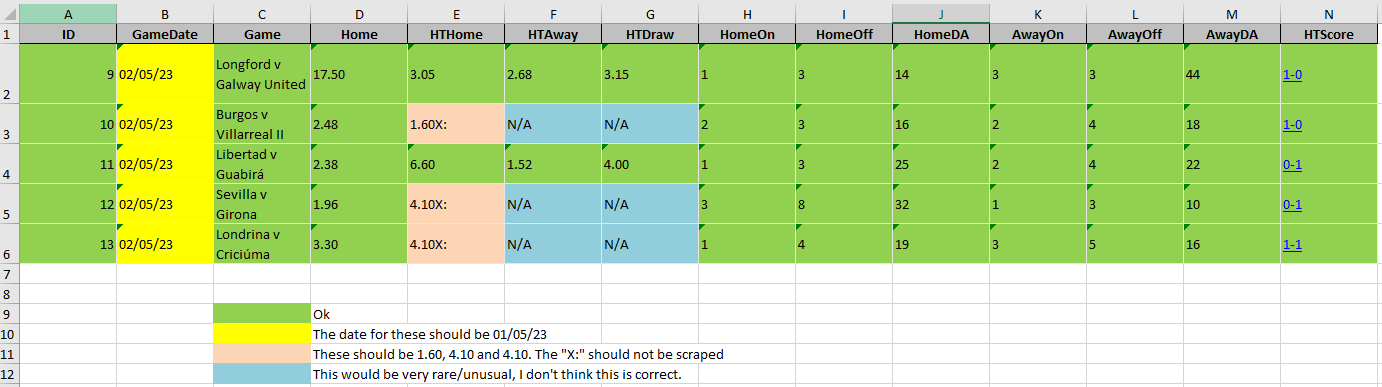 A B C D E F G H I J K L M N
1 ID GameDate Game Home HTHome HTAway HTDraw HomeOn HomeOff HomeDA AwayOn AwayOff AwayDA HTScore
2 9 02/05/23 Longford v Galway United 17.50 3.05 2.68 3.15 1 3 14 3 3 44 1-0
3 10 02/05/23 Burgos v Villarreal II 2.48 1.60X: N/A N/A 2 3 16 2 4 18 1-0
4 11 02/05/23 Libertad v Guabirá 2.38 6.60 1.52 4.00 1 3 25 2 4 22 0-1
5 12 02/05/23 Sevilla v Girona 1.96 4.10X: N/A N/A 3 8 32 1 3 10 0-1
6 13 02/05/23 Londrina v Criciúma 3.30 4.10X: N/A N/A 1 4 19 3 5 16 1-1
7
8
9 Ok
10 The date for these should be 01/05/23
11 These should be 1.60, 4.10 and 4.10. The "X:" should not be scraped
12 This would be very rare/unusual, I don't think this is correct.